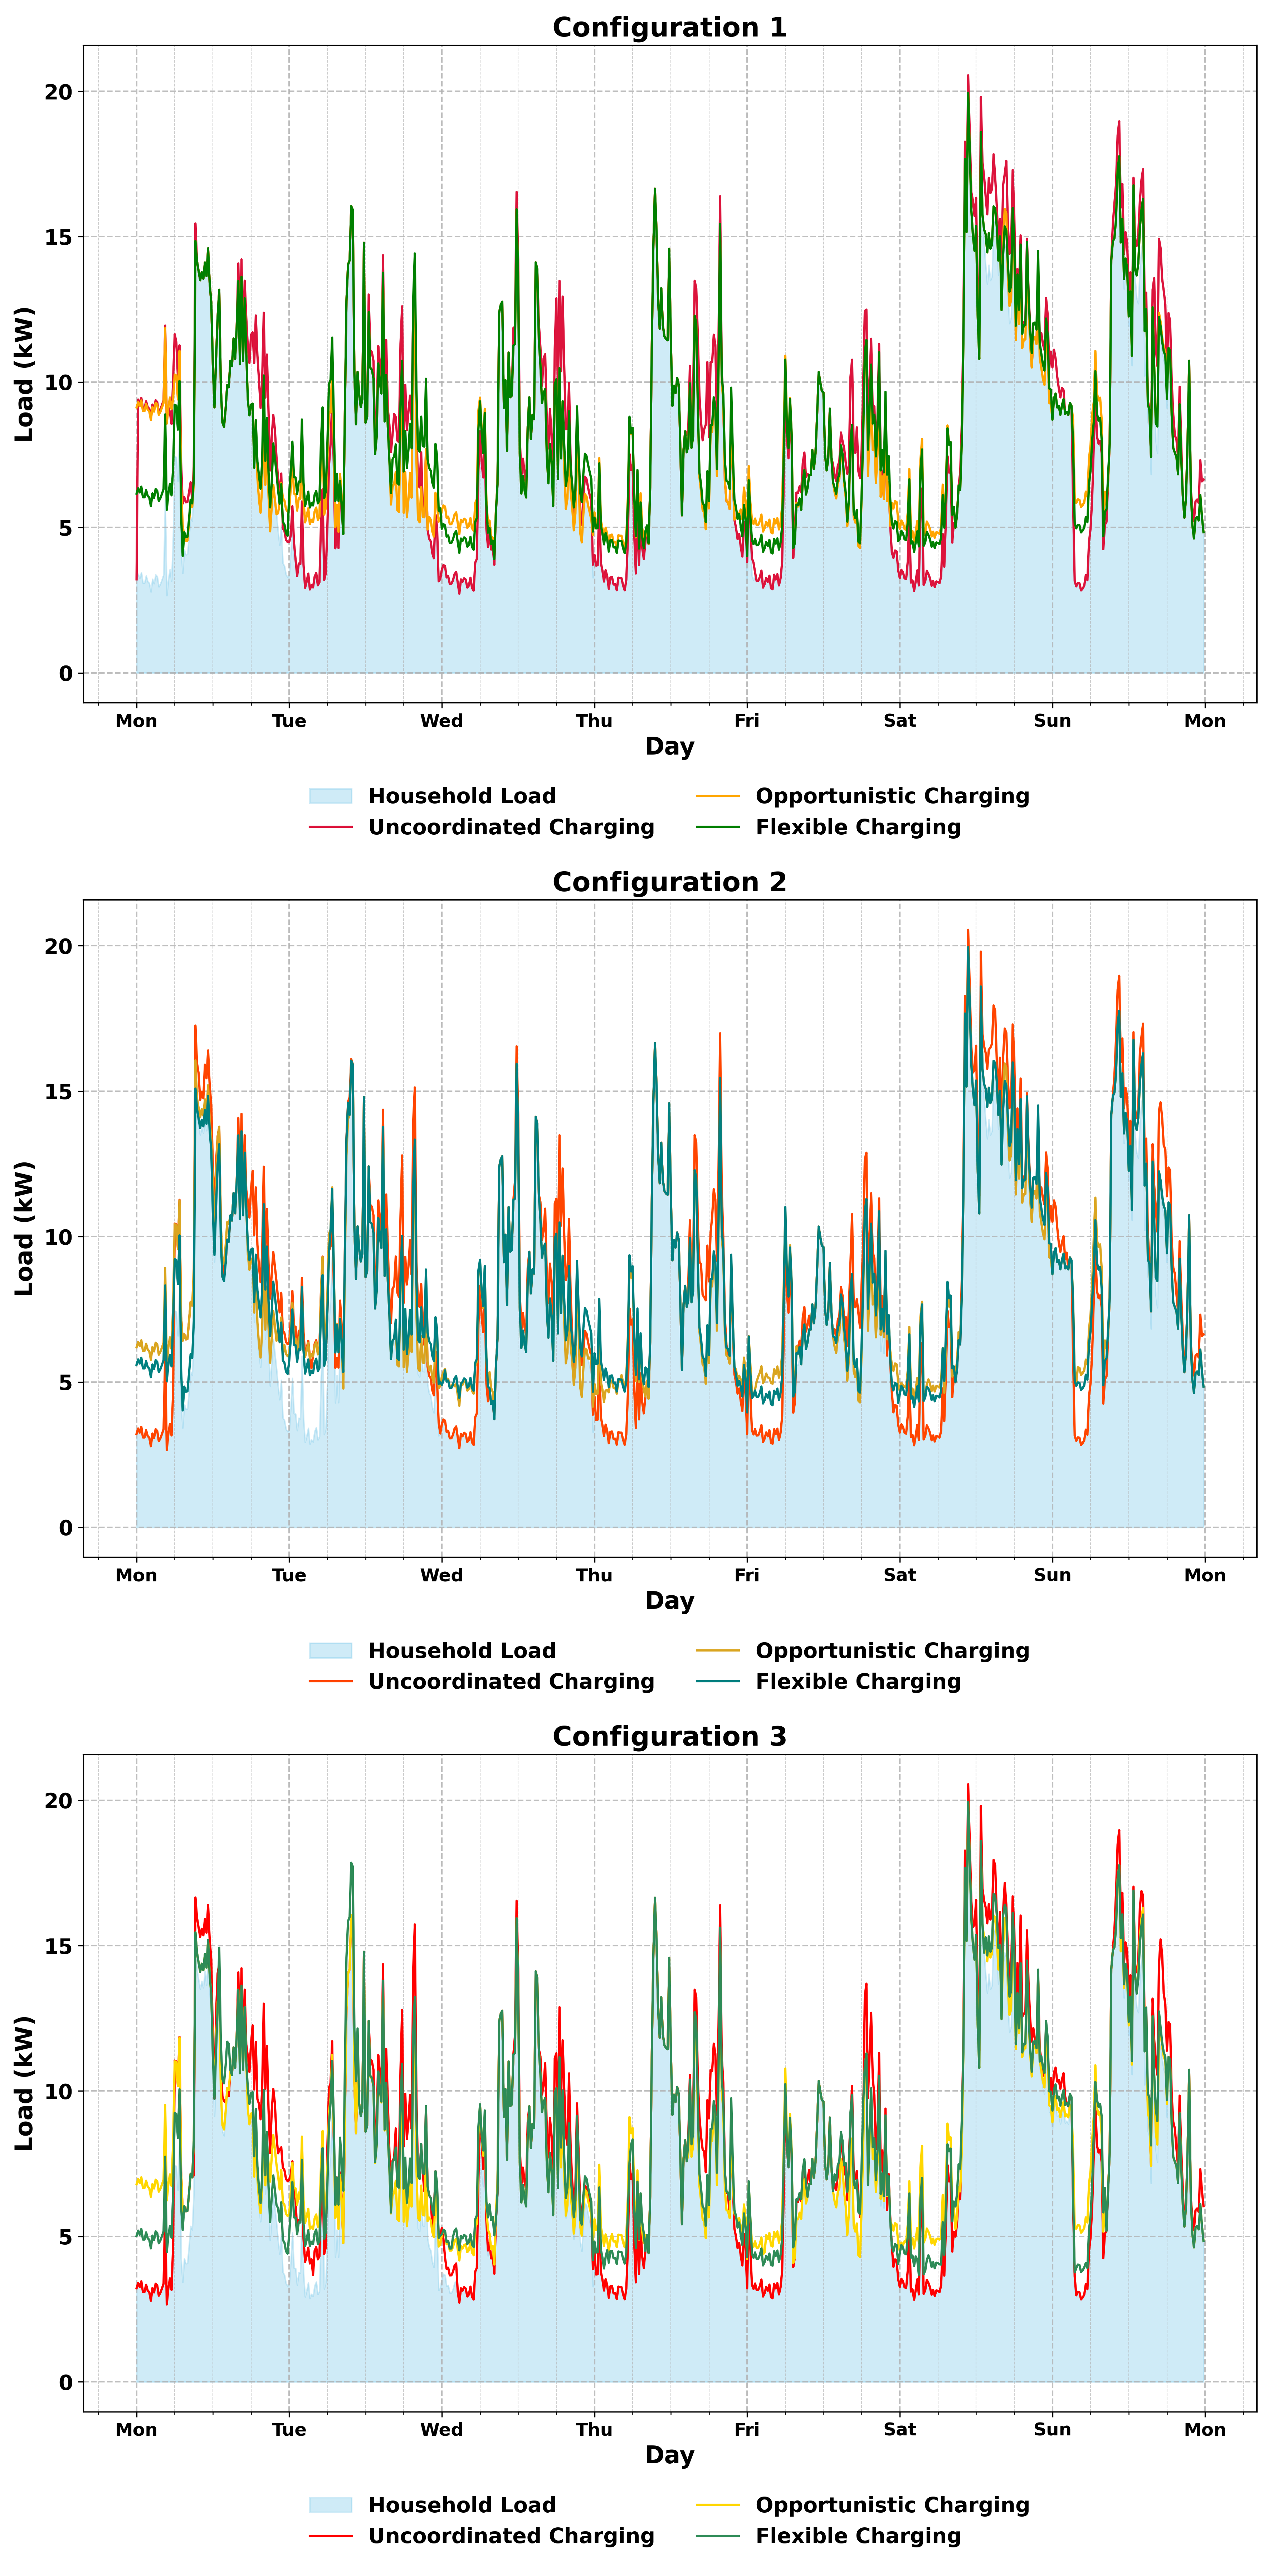 Configuration 1
20
15
10
5
0
Load (kW)
Mon Tue Wed Thu Fri Sat Sun Mon
Day
Household Load Opportunistic Charging
Uncoordinated Charging Flexible Charging
Configuration 2
20
15
10
5
0
Load (kW)
Mon Tue Wed Thu Fri Sat Sun Mon
Day
Household Load Opportunistic Charging
Uncoordinated Charging Flexible Charging
Configuration 3
20
15
10
5
0
Load (kW)
Mon Tue Wed Thu Fri Sat Sun Mon
Day
Household Load Opportunistic Charging
Uncoordinated Charging Flexible Charging